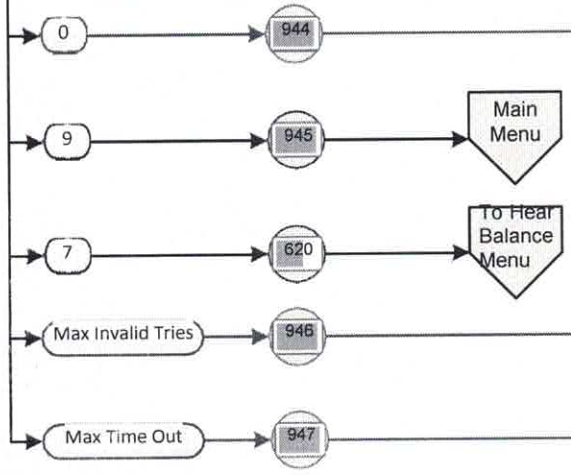 0
944
9
945
Main
Menu
7
620
To Hear
Balance
Menu
Max Invalid Tries
946
Max Time Out
947